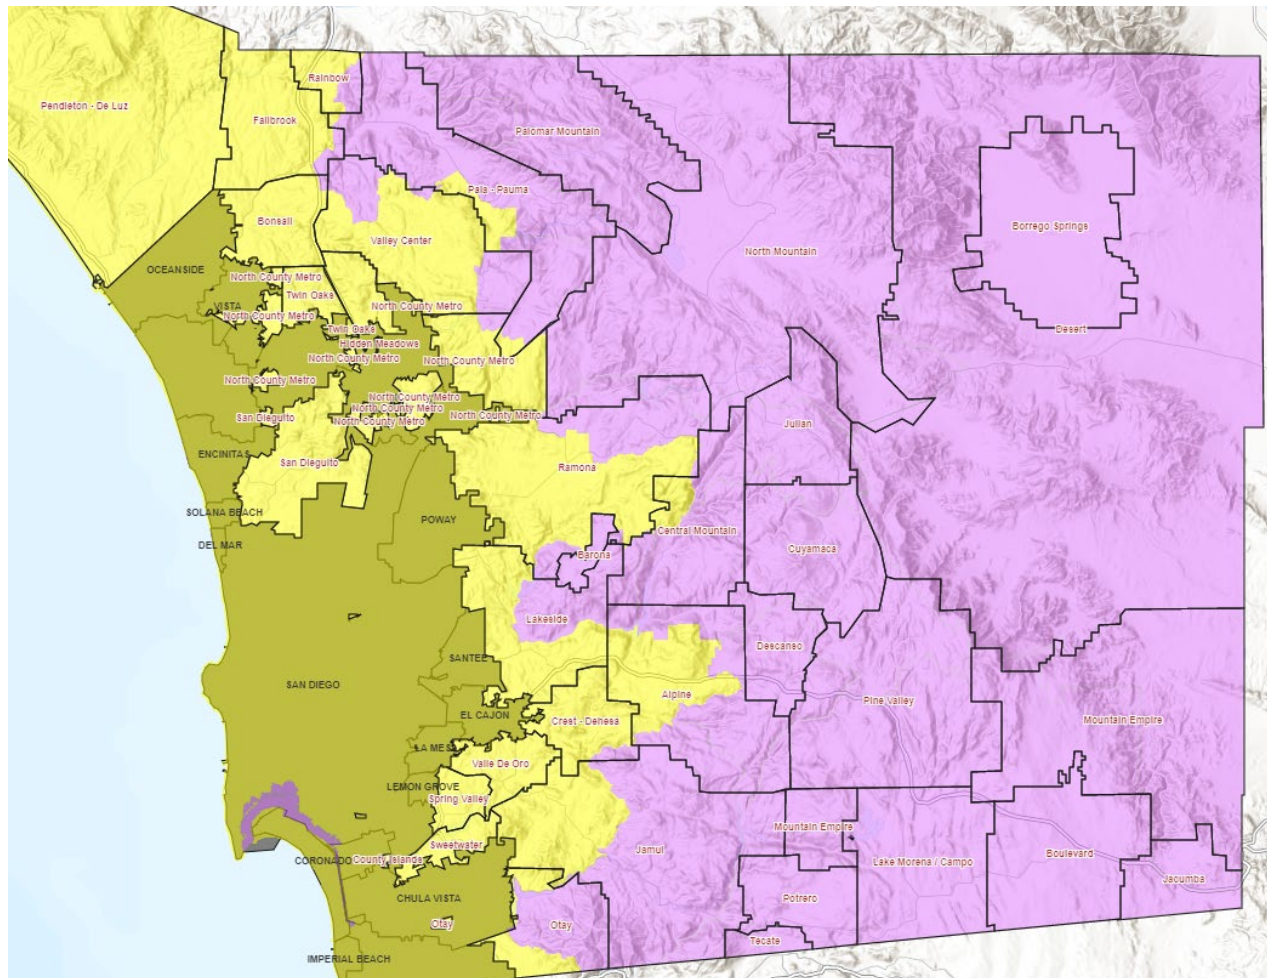 Rainbow
Pendleton - De Luz
Fallbrook
Palomar Mountain
Pala - Pauma
Bonsall
Valley Center
North Mountain
Borrego Springs
OCEANSIDE
North County Metro
Twin Oaks
VISTA
North County Metro
North County Metro
Twin Oaks
Hidden Meadows
North County Metro
North County Metro
Desert
North County Metro
North County Metro
North County Metro
San Dieguito
North County Metro
North County Metro
Julian
ENCINITAS
San Dieguito
Ramona
SOLANA BEACH
POWAY
Central Mountain
DEL MAR
Barona
Cuyamaca
Lakeside
Descanso
SANTEE
SAN DIEGO
Alpine
Pine Valley
EL CAJON
Crest - Dehesa
Mountain Empire
LA MESA
Valle De Oro
LEMON GROVE
Spring Valley
Mountain Empire
Sweetwater
Jamul
CORONADO
County Islands
Lake Morena / Campo
Boulevard
Jacumba
CHULA VISTA
Potrero
Otay
Otay
Tecate
IMPERIAL BEACH